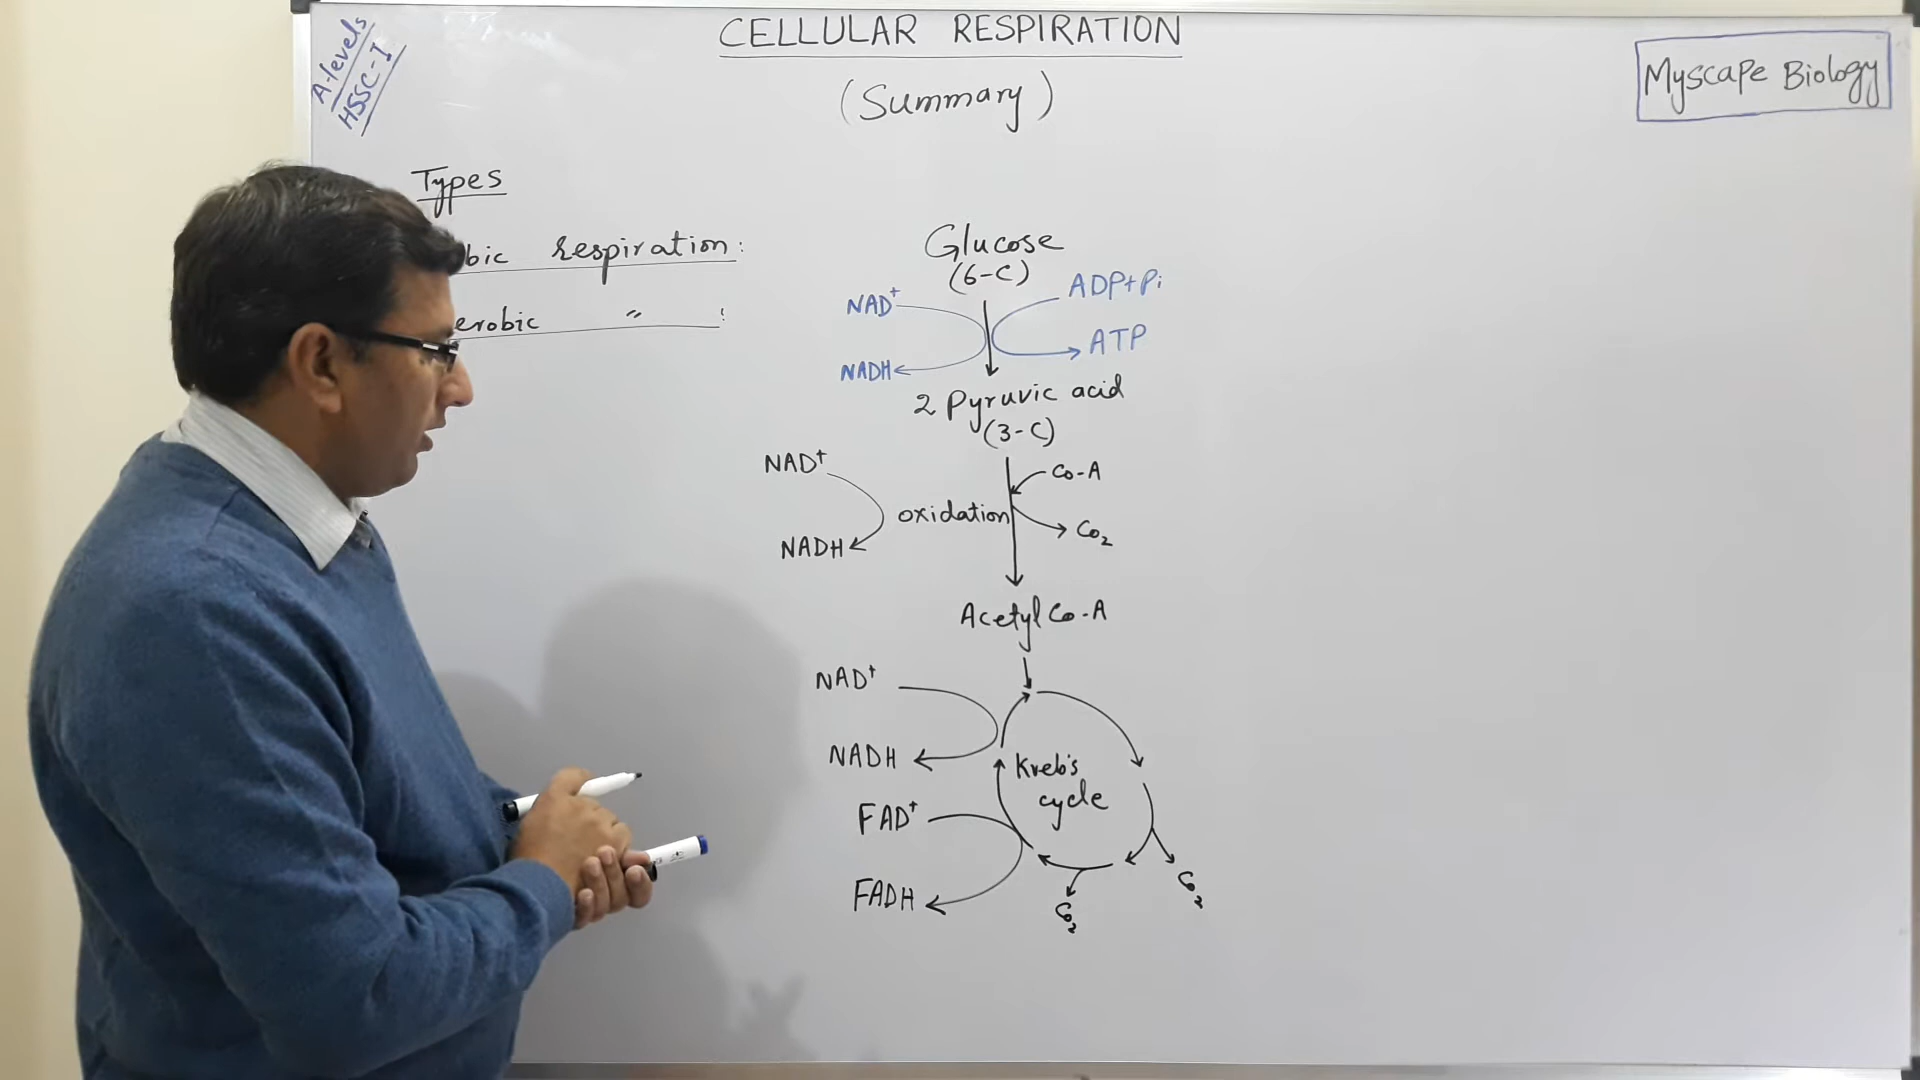 CELLULAR RESPIRATION
(Summary)
A-levels
HSSC-I
Myscape Biology
Types
bic respiration:
erobic " :
Glucose
(6-C)
NAD+
ADP+Pi
NADH
ATP
2 Pyruvic acid
(3-C)
NAD+
Co-A
oxidation
CO2
NADH
Acetyl Co-A
NAD+
NADH
Kreb's
cycle
FAD+
FADH
CO2
CO2